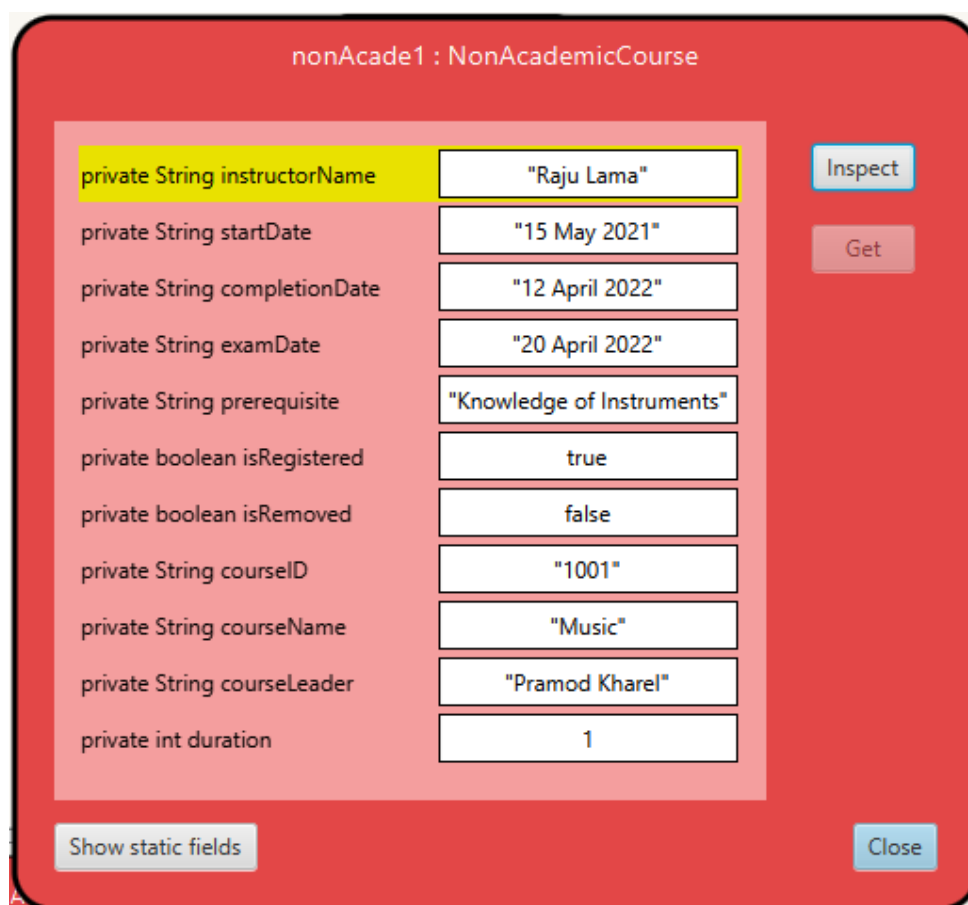 nonAcade1 : NonAcademicCourse
private String instructorName "Raju Lama" Inspect
private String startDate "15 May 2021" Get
private String completionDate "12 April 2022"
private String examDate "20 April 2022"
private String prerequisite "Knowledge of Instruments"
private boolean isRegistered true
private boolean isRemoved false
private String courseID "1001"
private String courseName "Music"
private String courseLeader "Pramod Kharel"
private int duration 1
Show static fields Close